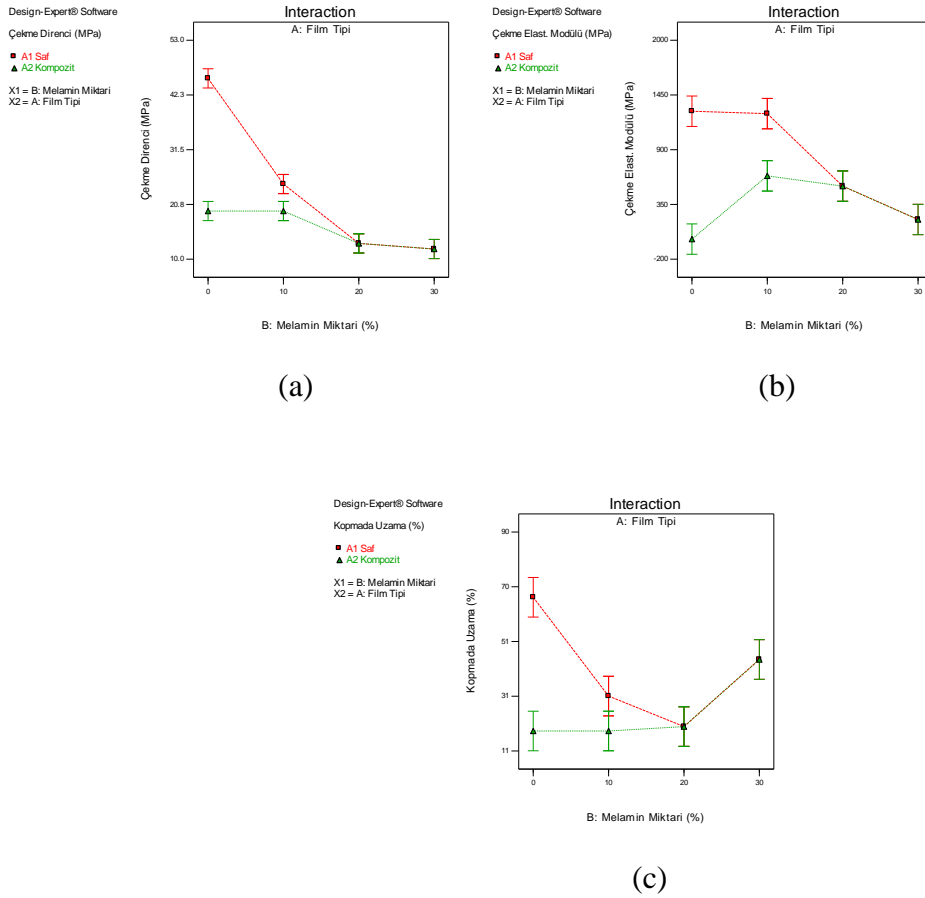 Design-Expert® Software
Çekme Direnci (MPa)
A1 Saf
A2 Kompozit
X1 = B: Melamin Miktari
X2 = A: Film Tipi
Interaction
A: Film Tipi
53.0
42.3
31.5
20.8
10.0
Çekme Direnci (MPa)
0 10 20 30
B: Melamin Miktari (%)
(a)
Design-Expert® Software
Çekme Elast. Modülü (MPa)
A1 Saf
A2 Kompozit
X1 = B: Melamin Miktari
X2 = A: Film Tipi
Interaction
A: Film Tipi
2000
1450
900
350
-200
Çekme Elast. Modülü (MPa)
0 10 20 30
B: Melamin Miktari (%)
(b)
Design-Expert® Software
Kopmada Uzama (%)
A1 Saf
A2 Kompozit
X1 = B: Melamin Miktari
X2 = A: Film Tipi
Interaction
A: Film Tipi
90
70
51
31
11
Kopmada Uzama (%)
0 10 20 30
B: Melamin Miktari (%)
(c)